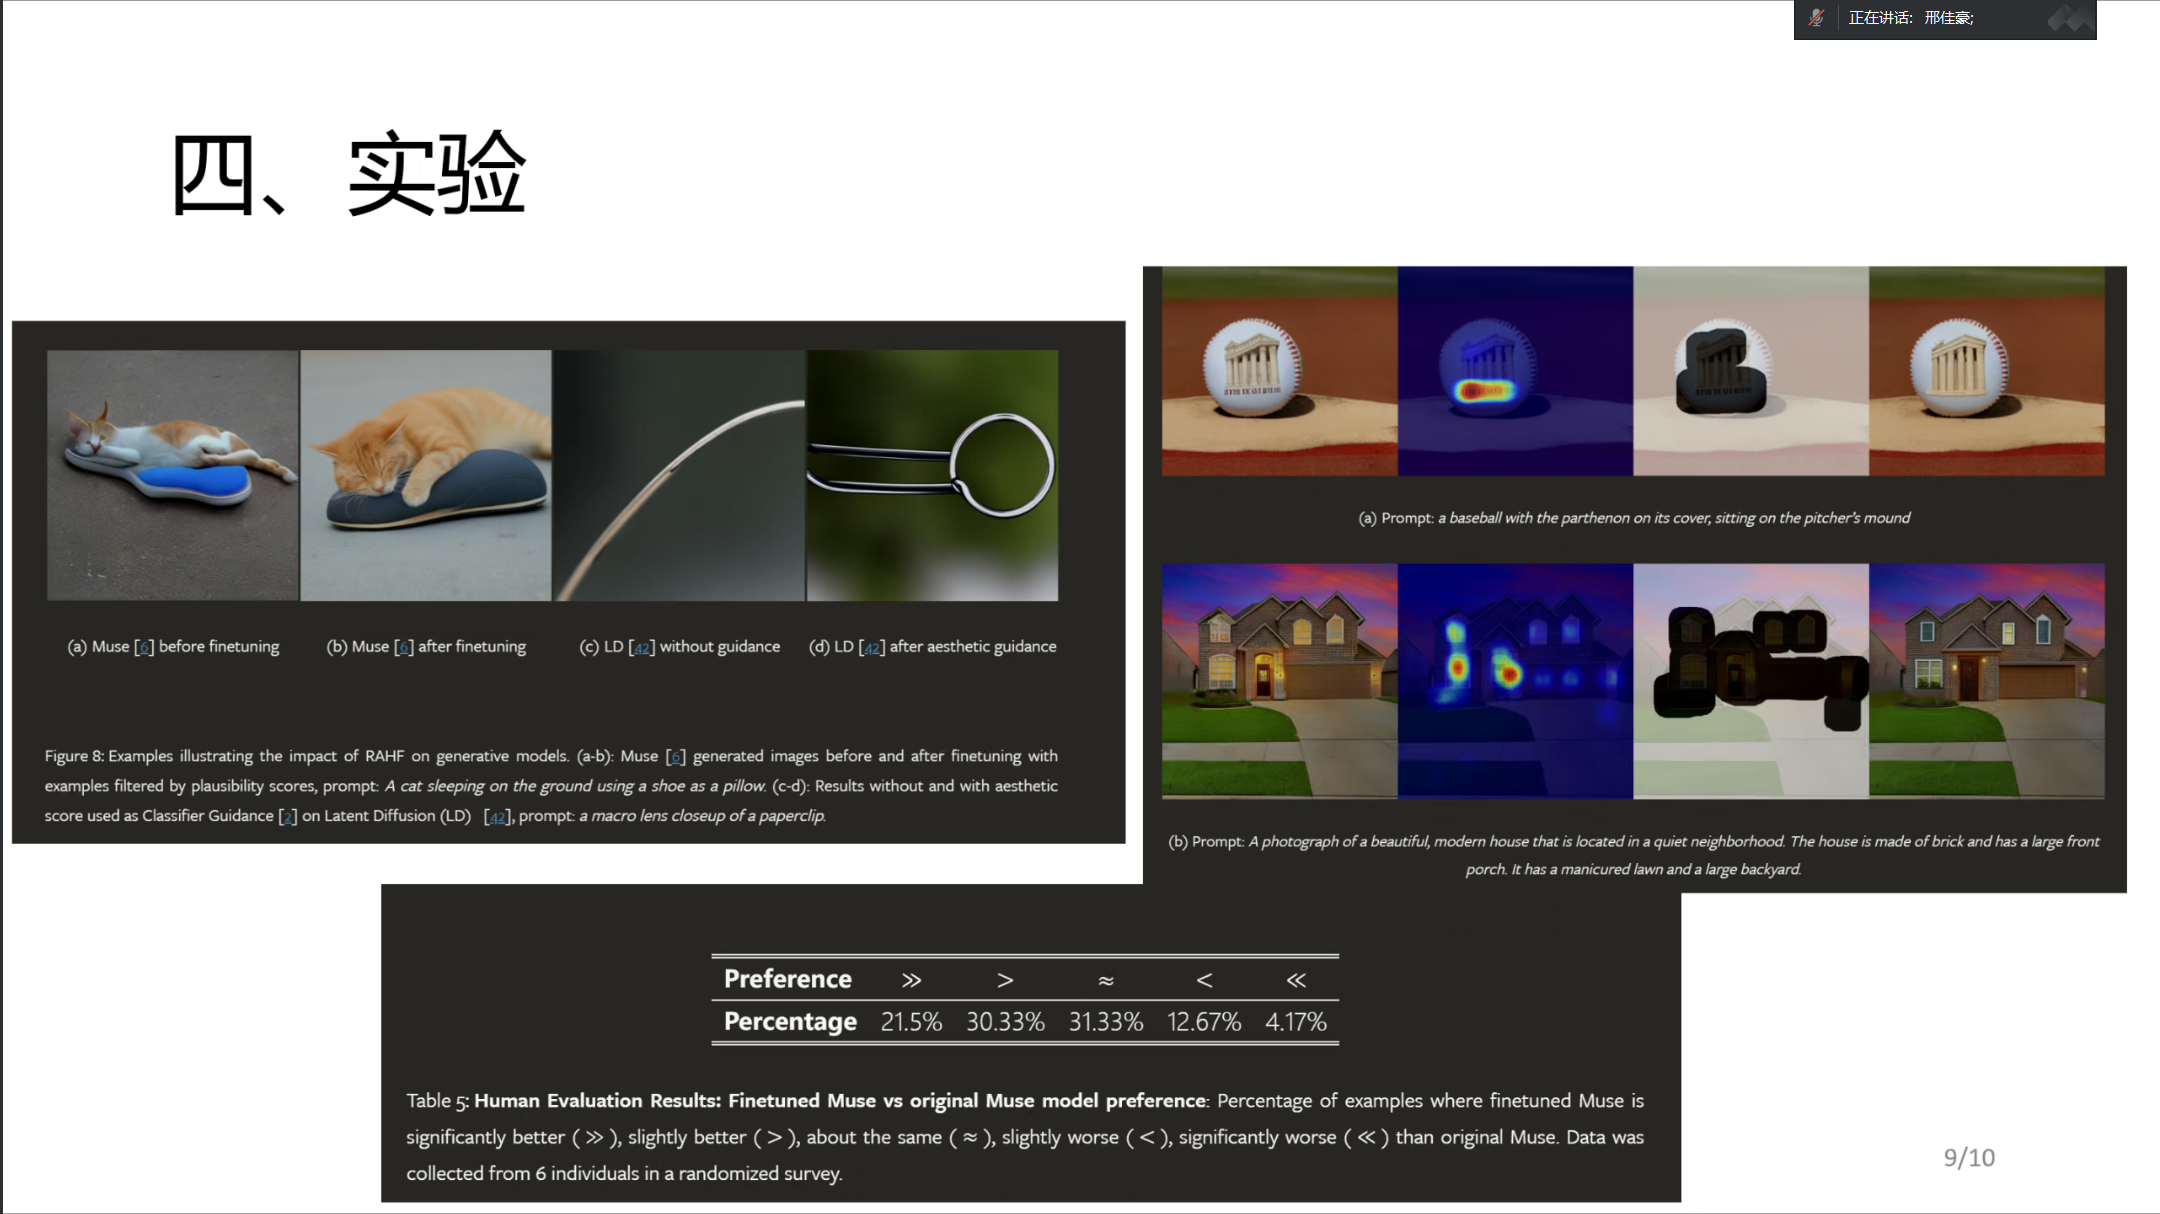 正在讲话: 邢佳豪;
四、实验
(a) Muse [6] before finetuning
(b) Muse [6] after finetuning
(c) LD [42] without guidance
(d) LD [42] after aesthetic guidance
Figure 8: Examples illustrating the impact of RAHF on generative models. (a-b): Muse [6] generated images before and after finetuning with
examples filtered by plausibility scores, prompt: A cat sleeping on the ground using a shoe as a pillow. (c-d): Results without and with aesthetic
score used as Classifier Guidance [2] on Latent Diffusion (LD) [42], prompt: a macro lens closeup of a paperclip.
(a) Prompt: a baseball with the parthenon on its cover, sitting on the pitcher's mound
(b) Prompt: A photograph of a beautiful, modern house that is located in a quiet neighborhood. The house is made of brick and has a large front
porch. It has a manicured lawn and a large backyard.
Preference ≫ > ≈ < ≪
Percentage 21.5% 30.33% 31.33% 12.67% 4.17%
Table 5: Human Evaluation Results: Finetuned Muse vs original Muse model preference: Percentage of examples where finetuned Muse is
significantly better (≫), slightly better (>), about the same (≈), slightly worse (<), significantly worse (≪) than original Muse. Data was
collected from 6 individuals in a randomized survey.
9/10